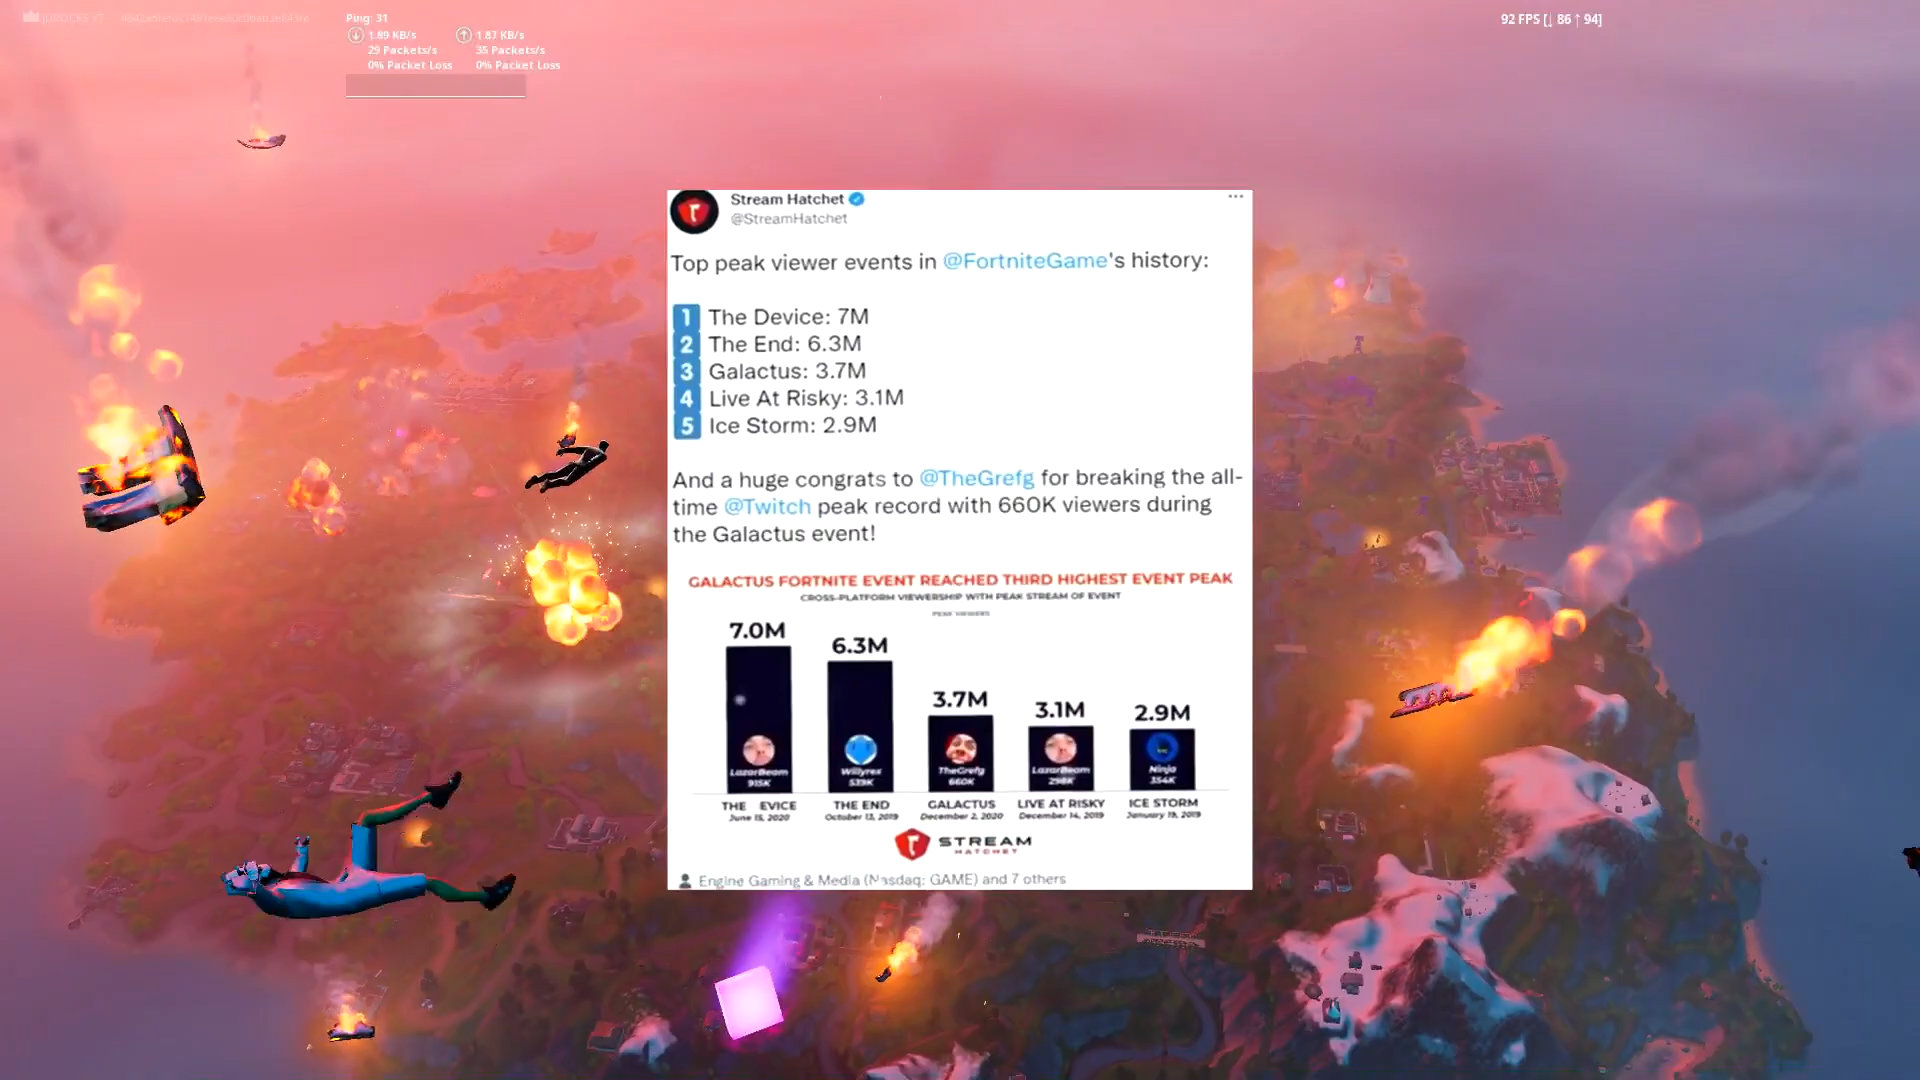 JUDOCKS YT
Ping: 31
1.89 KB/s 1.87 KB/s
29 Packets/s 35 Packets/s
0% Packet Loss 0% Packet Loss
92 FPS [↓ 86 ↑ 94]
Stream Hatchet
@StreamHatchet
Top peak viewer events in @FortniteGame's history:
1 The Device: 7M
2 The End: 6.3M
3 Galactus: 3.7M
4 Live At Risky: 3.1M
5 Ice Storm: 2.9M
And a huge congrats to @TheGrefg for breaking the all-
time @Twitch peak record with 660K viewers during
the Galactus event!
GALACTUS FORTNITE EVENT REACHED THIRD HIGHEST EVENT PEAK
CROSS-PLATFORM VIEWERSHIP WITH PEAK STREAM OF EVENT
PEAK VIEWERS
7.0M 6.3M 3.7M 3.1M 2.9M
LazarBeam Willyrex TheGrefg LazarBeam Ninja
915K 539K 660K 298K 354K
THE EVICE THE END GALACTUS LIVE AT RISKY ICE STORM
June 15, 2020 October 13, 2019 December 2, 2020 December 14, 2019 January 19, 2019
STREAM
HATCHET
Engine Gaming & Media (Nasdaq: GAME) and 7 others